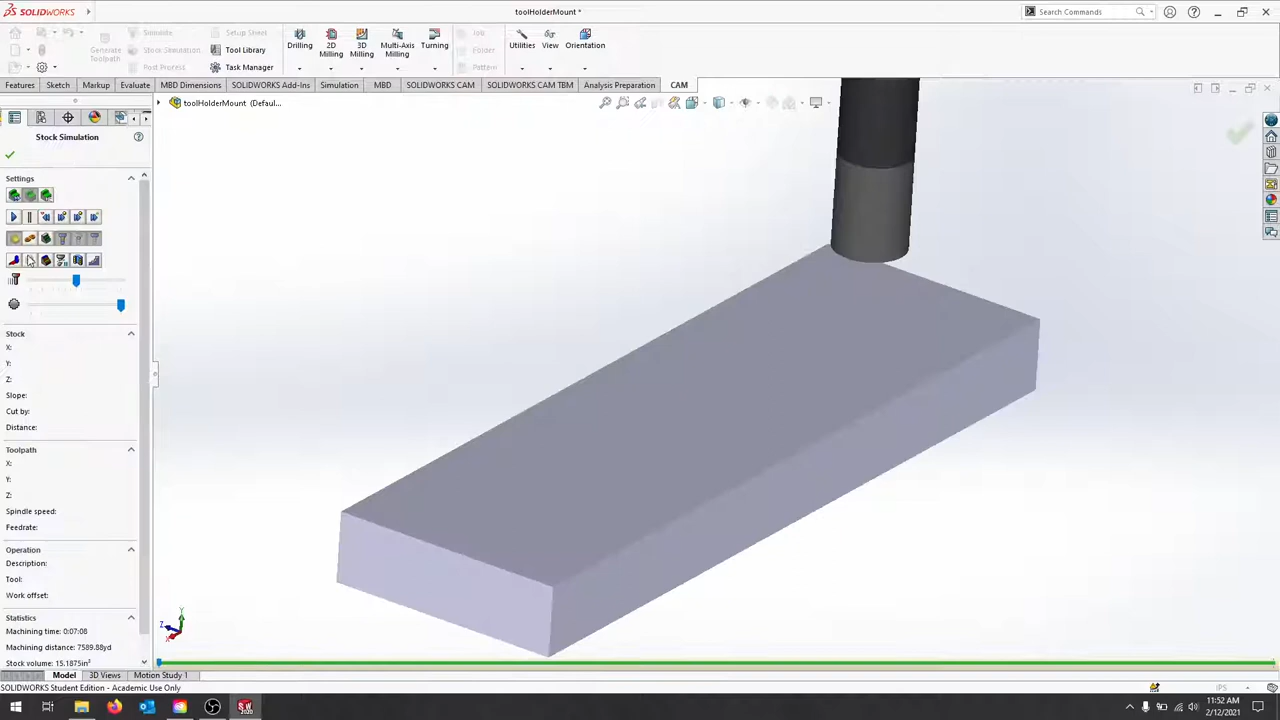 SOLIDWORKS
toolHolderMount *
Search Commands
Generate Toolpath
Simulate
Stock Simulation
Post Process
Setup Sheet
Tool Library
Task Manager
Drilling
2D Milling
3D Milling
Multi-Axis Milling
Turning
Job
Folder
Pattern
Utilities
View
Orientation
Features
Sketch
Markup
Evaluate
MBD Dimensions
SOLIDWORKS Add-Ins
Simulation
MBD
SOLIDWORKS CAM
SOLIDWORKS CAM TBM
Analysis Preparation
CAM
toolHolderMount (Defaul...
Stock Simulation
Settings
Stock
X:
Y:
Z:
Slope:
Cut by:
Distance:
Toolpath
X:
Y:
Z:
Spindle speed:
Feedrate:
Operation
Description:
Tool:
Work offset:
Statistics
Machining time: 0:07:08
Machining distance: 7589.88yd
Stock volume: 15.1875in³
Y
Z
X
Model
3D Views
Motion Study 1
SOLIDWORKS Student Edition - Academic Use Only
IPS
11:52 AM
2/12/2021